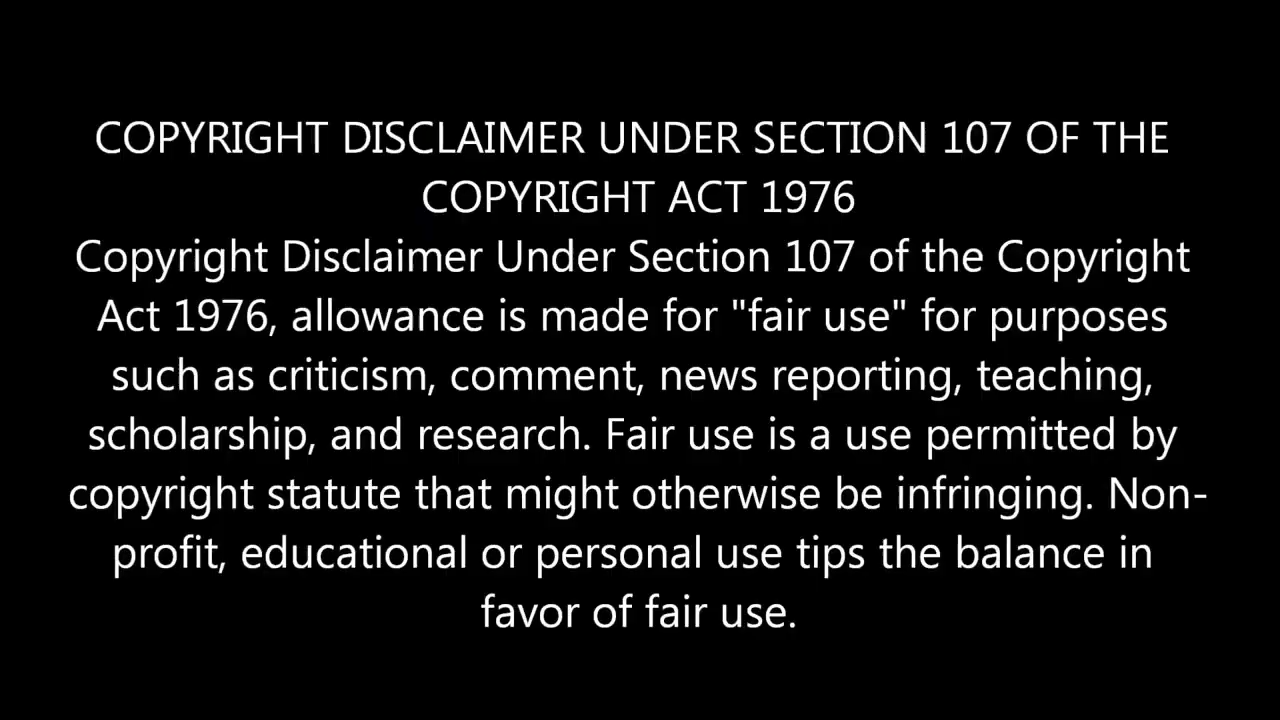 COPYRIGHT DISCLAIMER UNDER SECTION 107 OF THE
COPYRIGHT ACT 1976
Copyright Disclaimer Under Section 107 of the Copyright
Act 1976, allowance is made for "fair use" for purposes
such as criticism, comment, news reporting, teaching,
scholarship, and research. Fair use is a use permitted by
copyright statute that might otherwise be infringing. Non-
profit, educational or personal use tips the balance in
favor of fair use.